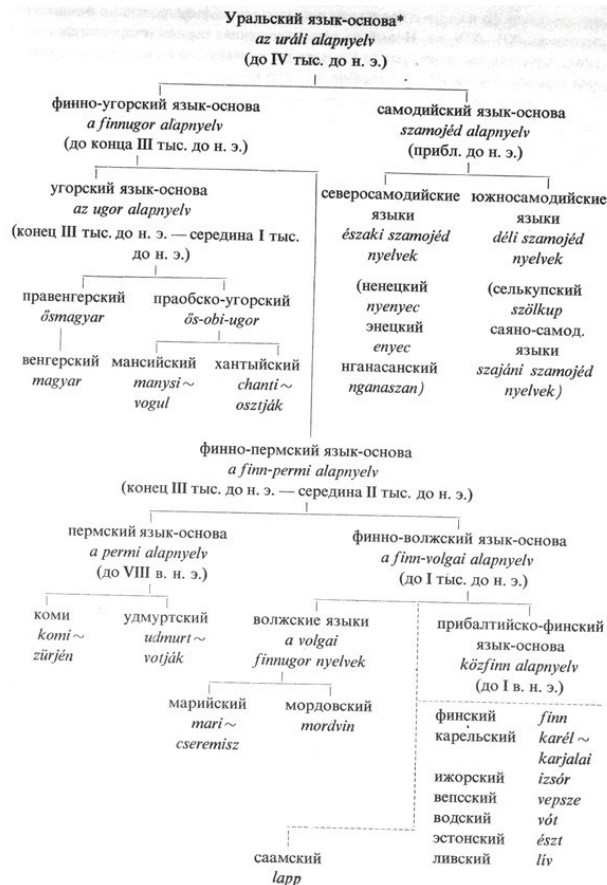 Уральский язык-основа*
az uráli alapnyelv
(до IV тыс. до н. э.)
финно-угорский язык-основа
a finnugor alapnyelv
(до конца III тыс. до н. э.)
самодийский язык-основа
szamojéd alapnyelv
(прибл. до н. э.)
угорский язык-основа
az ugor alapnyelv
(конец III тыс. до н. э. — середина I тыс.
до н. э.)
северосамодийские
языки
északi szamojéd
nyelvek
южносамодийские
языки
déli szamojéd
nyelvek
правенгерский
ősmagyar
праобско-угорский
ős-obi-ugor
(ненецкий
nyenyec
энецкий
enyec
нганасанский
nganaszan)
(селькупский
szölkup
саяно-самод.
языки
szajáni szamojéd
nyelvek)
венгерский
magyar
мансийский
manysi ~
vogul
хантыйский
chanti ~
osztják
финно-пермский язык-основа
a finn-permi alapnyelv
(конец III тыс. до н. э. — середина II тыс. до н. э.)
пермский язык-основа
a permi alapnyelv
(до VIII в. н. э.)
финно-волжский язык-основа
a finn-volgai alapnyelv
(до I тыс. до н. э.)
коми
komi ~
zürjén
удмуртский
udmurt ~
votják
волжские языки
a volgai
finnugor nyelvek
прибалтийско-финский
язык-основа
közfinn alapnyelv
(до I в. н. э.)
марийский
mari ~
cseremisz
мордовский
mordvin
финский finn
карельский karél ~
karjalai
ижорский izsór
вепсский vepsze
водский vót
эстонский észt
ливский lív
саамский
lapp